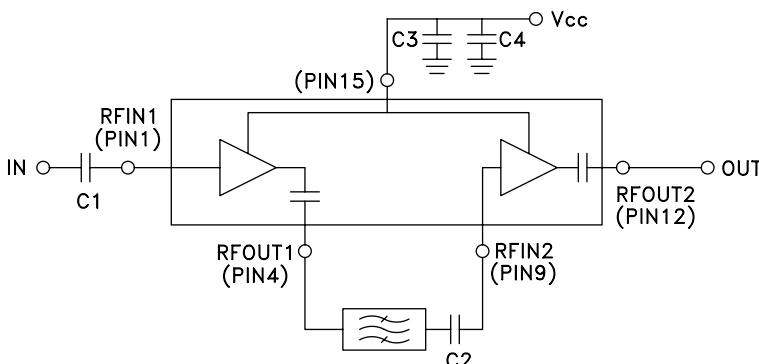 Vcc
C3
C4
(PIN15)
RFIN1
(PIN1)
IN
C1
OUT
RFOUT2
(PIN12)
RFOUT1
(PIN4)
RFIN2
(PIN9)
C2